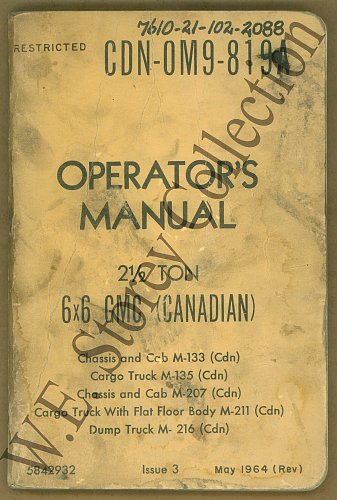 7610-21-102-2088
RESTRICTED
CDN-OM9-819A
OPERATOR'S
MANUAL
2½ TON
6x6 GMC (CANADIAN)
Chassis and Cab M-133 (Cdn)
Cargo Truck M-135 (Cdn)
Chassis and Cab M-207 (Cdn)
Cargo Truck With Flat Floor Body M-211 (Cdn)
Dump Truck M- 216 (Cdn)
5842932 Issue 3 May 1964 (Rev)
W.E. Storey Collection